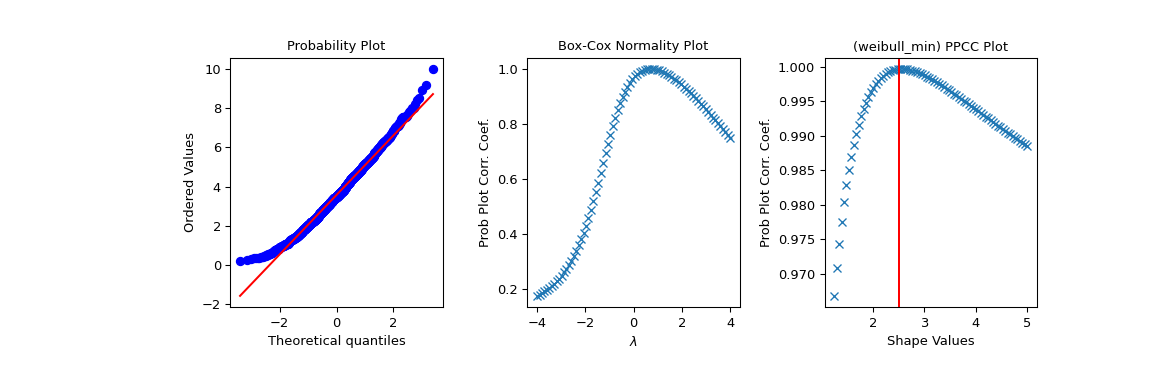 Probability Plot
Ordered Values
10
8
6
4
2
0
−2
−2 0 2
Theoretical quantiles
Box-Cox Normality Plot
Prob Plot Corr. Coef.
1.0
0.8
0.6
0.4
0.2
−4 −2 0 2 4
λ
(weibull_min) PPCC Plot
Prob Plot Corr. Coef.
1.000
0.995
0.990
0.985
0.980
0.975
0.970
2 3 4 5
Shape Values